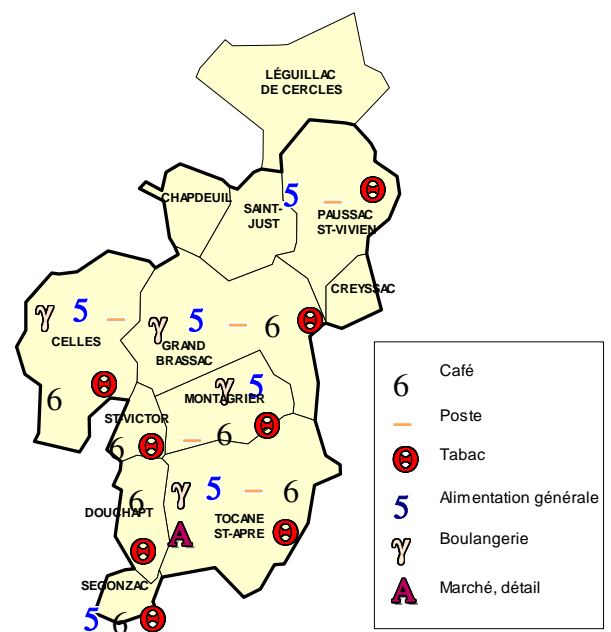 LÉGUILLAC
DE CERCLES
CHAPDEUIL
SAINT-
JUST
5
PAUSSAC
ST-VIVIEN
CREYSSAC
γ 5
CELLES
γ 5 6
GRAND
BRASSAC
6
γ 5
MONTAGRIER
ST-VICTOR
6
6
6
DOUCHAPT
γ 5 6
TOCANE
ST-APRE
A
SEGONZAC
5 6
6 Café
Poste
Tabac
5 Alimentation générale
γ Boulangerie
A Marché, détail